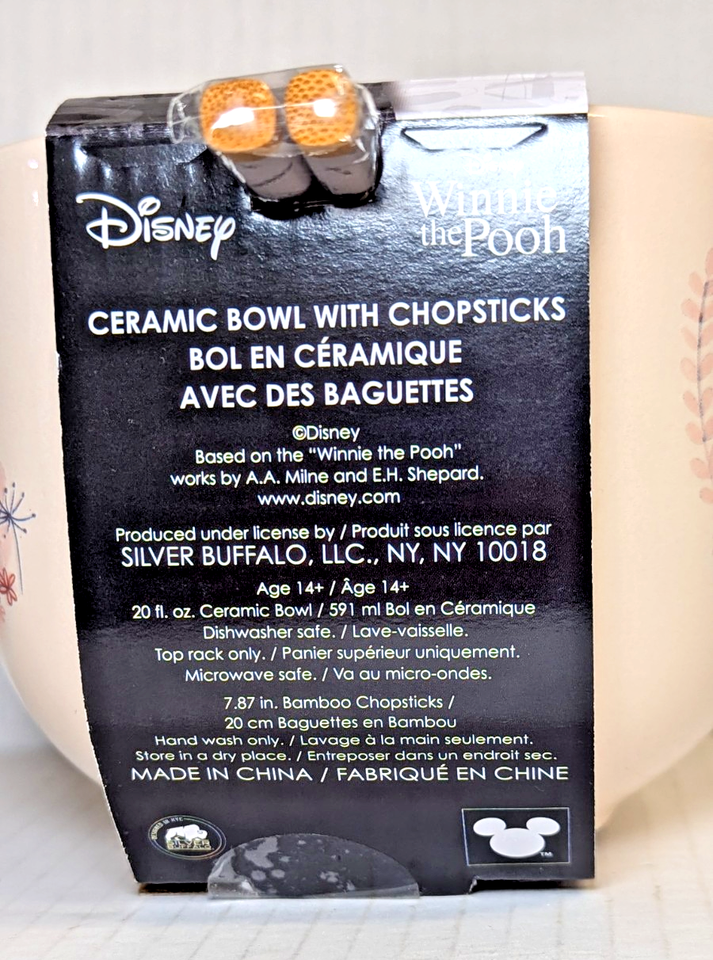 Disney
Winnie
the Pooh
CERAMIC BOWL WITH CHOPSTICKS
BOL EN CÉRAMIQUE
AVEC DES BAGUETTES
©Disney
Based on the “Winnie the Pooh”
works by A.A. Milne and E.H. Shepard.
www.disney.com
Produced under license by / Produit sous licence par
SILVER BUFFALO, LLC., NY, NY 10018
Age 14+ / Âge 14+
20 fl. oz. Ceramic Bowl / 591 ml Bol en Céramique
Dishwasher safe. / Lave-vaisselle.
Top rack only. / Panier supérieur uniquement.
Microwave safe. / Va au micro-ondes.
7.87 in. Bamboo Chopsticks /
20 cm Baguettes en Bambou
Hand wash only. / Lavage à la main seulement.
Store in a dry place. / Entreposer dans un endroit sec.
MADE IN CHINA / FABRIQUÉ EN CHINE
TM